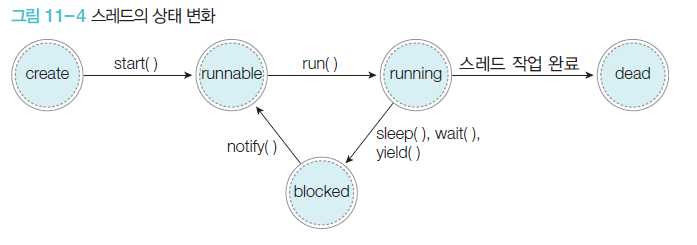 그림 11-4 스레드의 상태 변화
create
start( )
runnable
run( )
running
스레드 작업 완료
dead
notify( )
sleep( ), wait( ),
yield( )
blocked